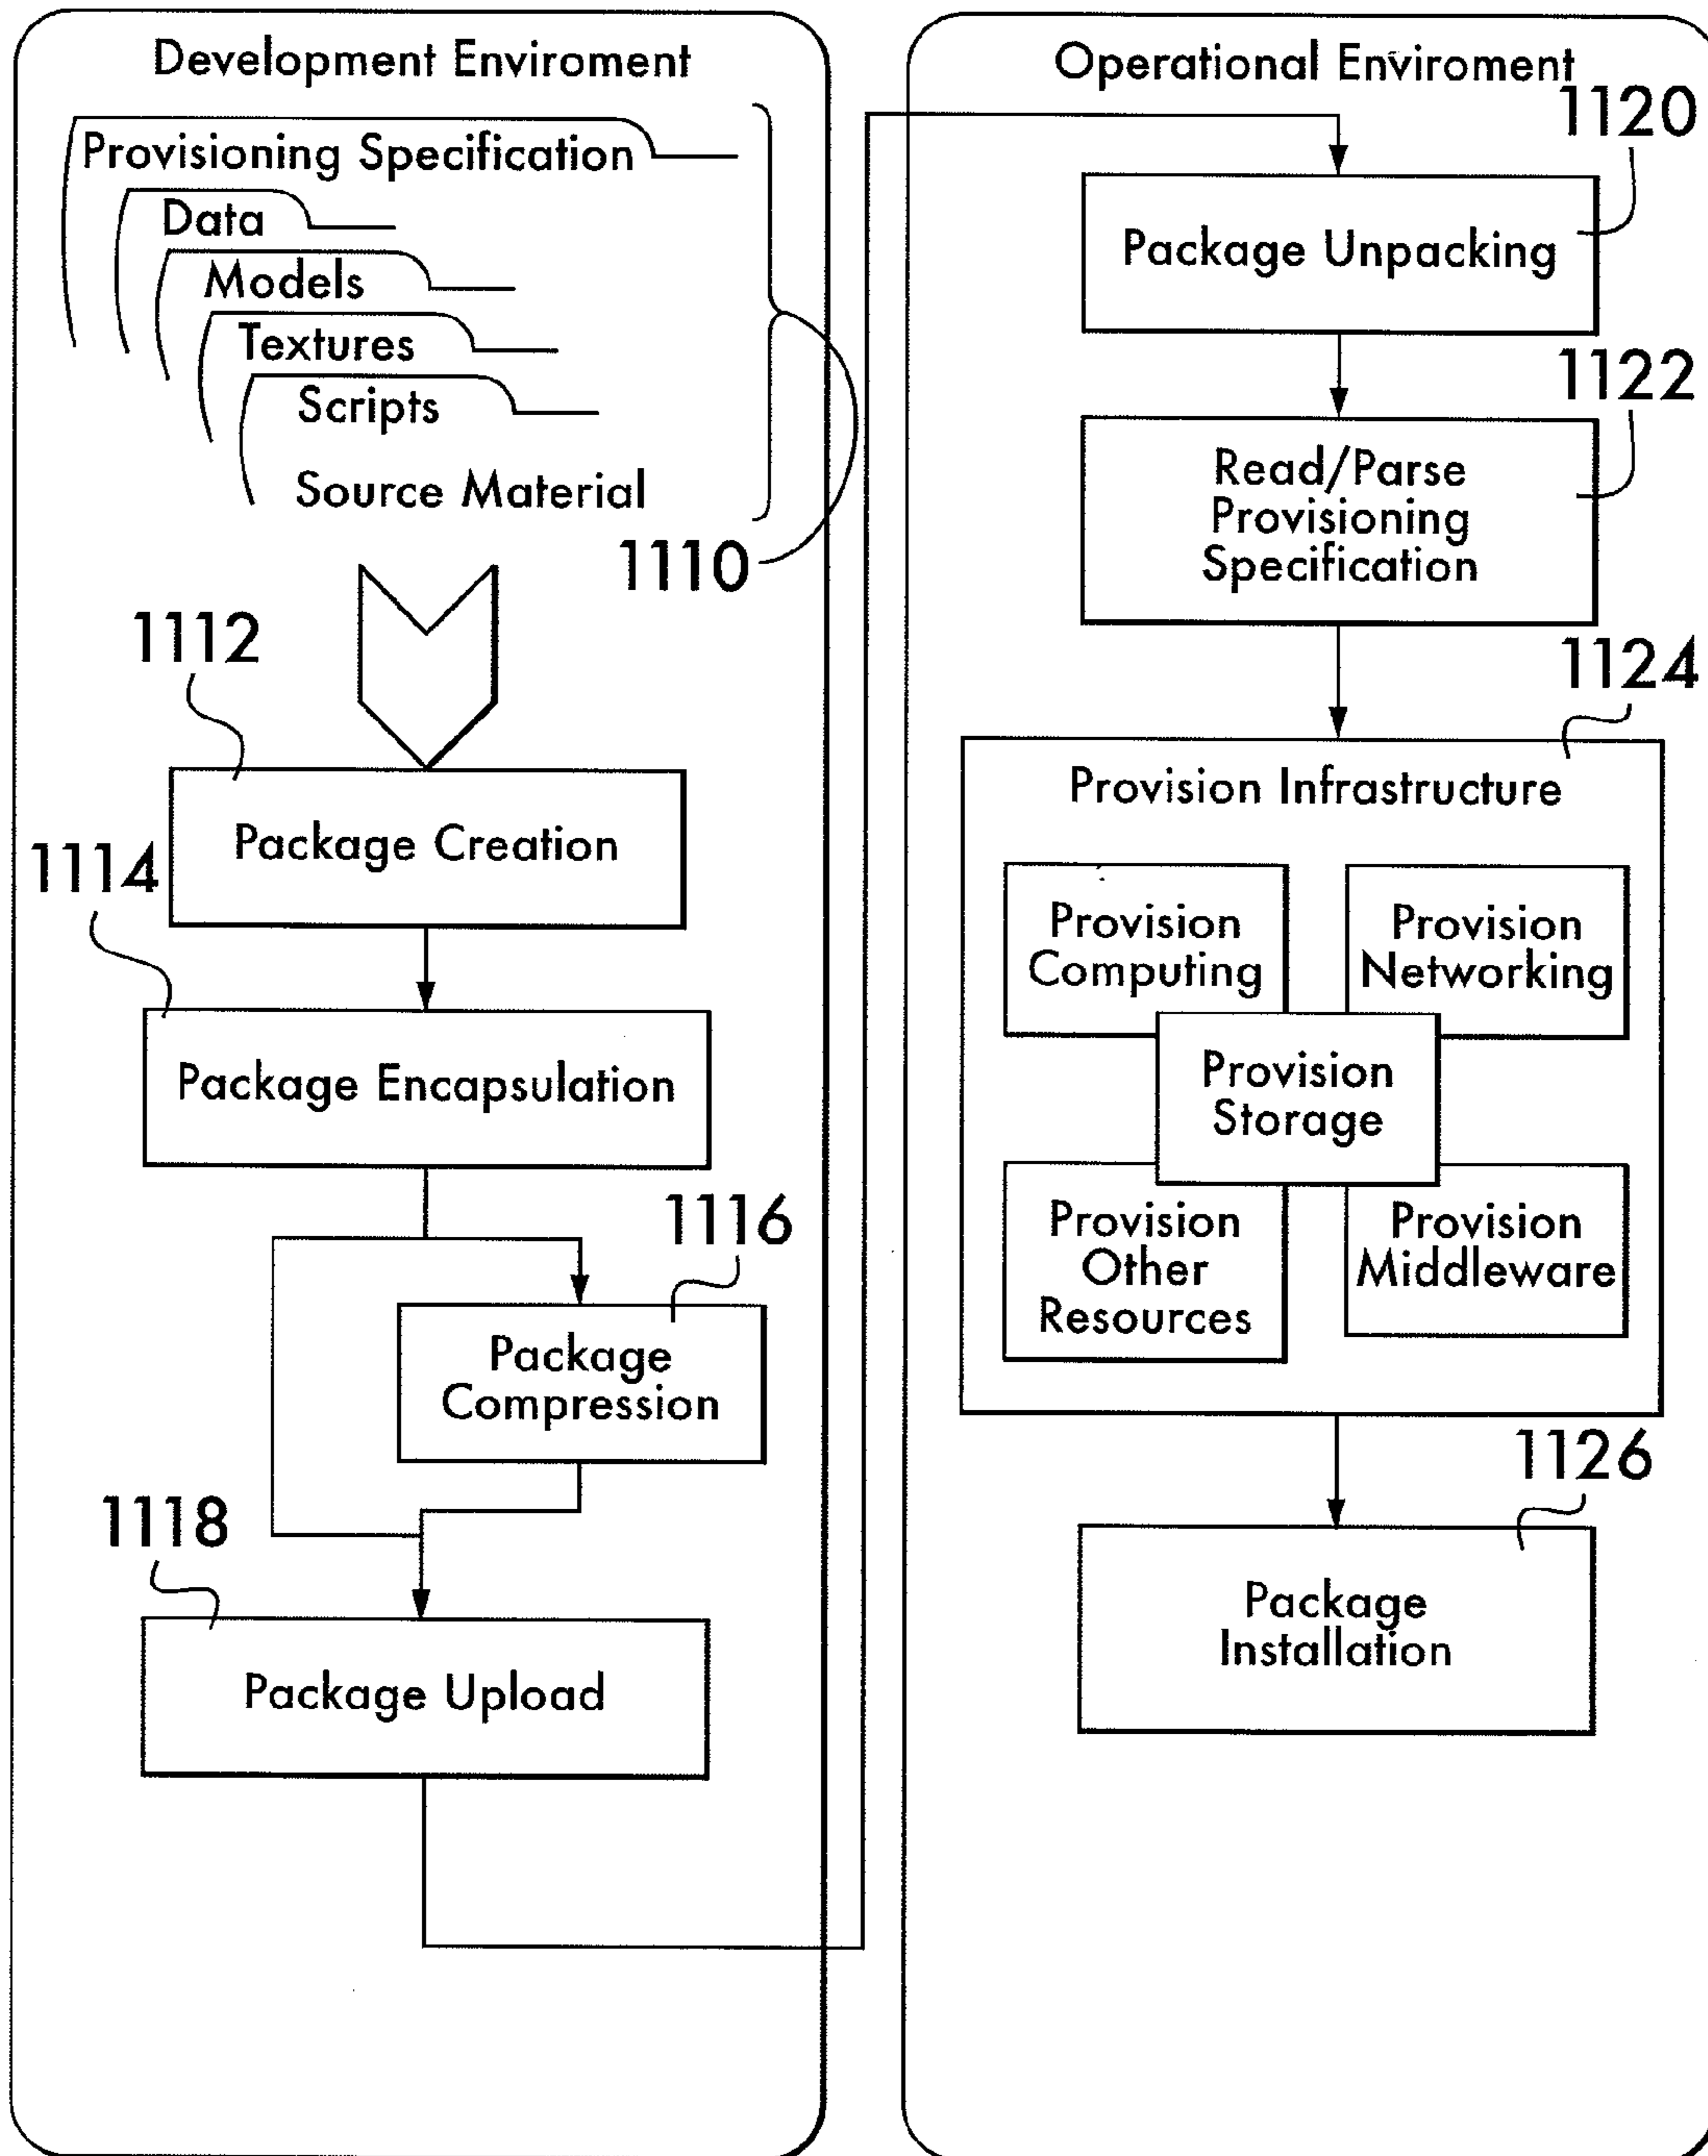 Development Enviroment
Provisioning Specification
Data
Models
Textures
Scripts
Source Material
1110
1112
Package Creation
1114
Package Encapsulation
1116
Package
Compression
1118
Package Upload
Operational Enviroment
1120
Package Unpacking
1122
Read/Parse
Provisioning
Specification
1124
Provision Infrastructure
Provision
Computing
Provision
Networking
Provision
Storage
Provision
Other
Resources
Provision
Middleware
1126
Package
Installation